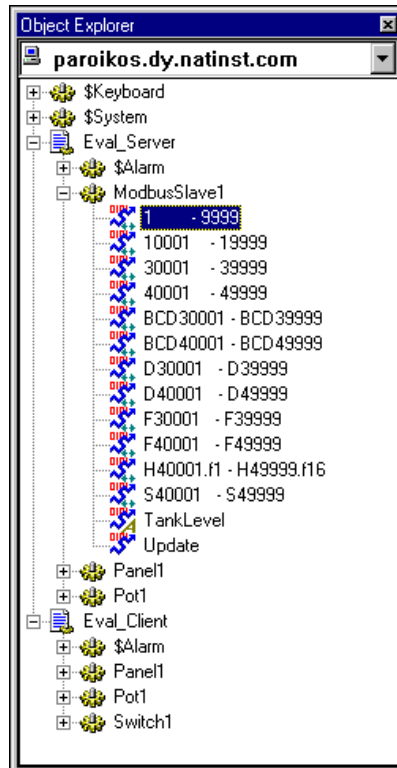 Object Explorer
paroikos.dy.natinst.com
$Keyboard
$System
Eval_Server
$Alarm
ModbusSlave1
1 - 9999
10001 - 19999
30001 - 39999
40001 - 49999
BCD30001 - BCD39999
BCD40001 - BCD49999
D30001 - D39999
D40001 - D49999
F30001 - F39999
F40001 - F49999
H40001.f1 - H49999.f16
S40001 - S49999
TankLevel
Update
Panel1
Pot1
Eval_Client
$Alarm
Panel1
Pot1
Switch1